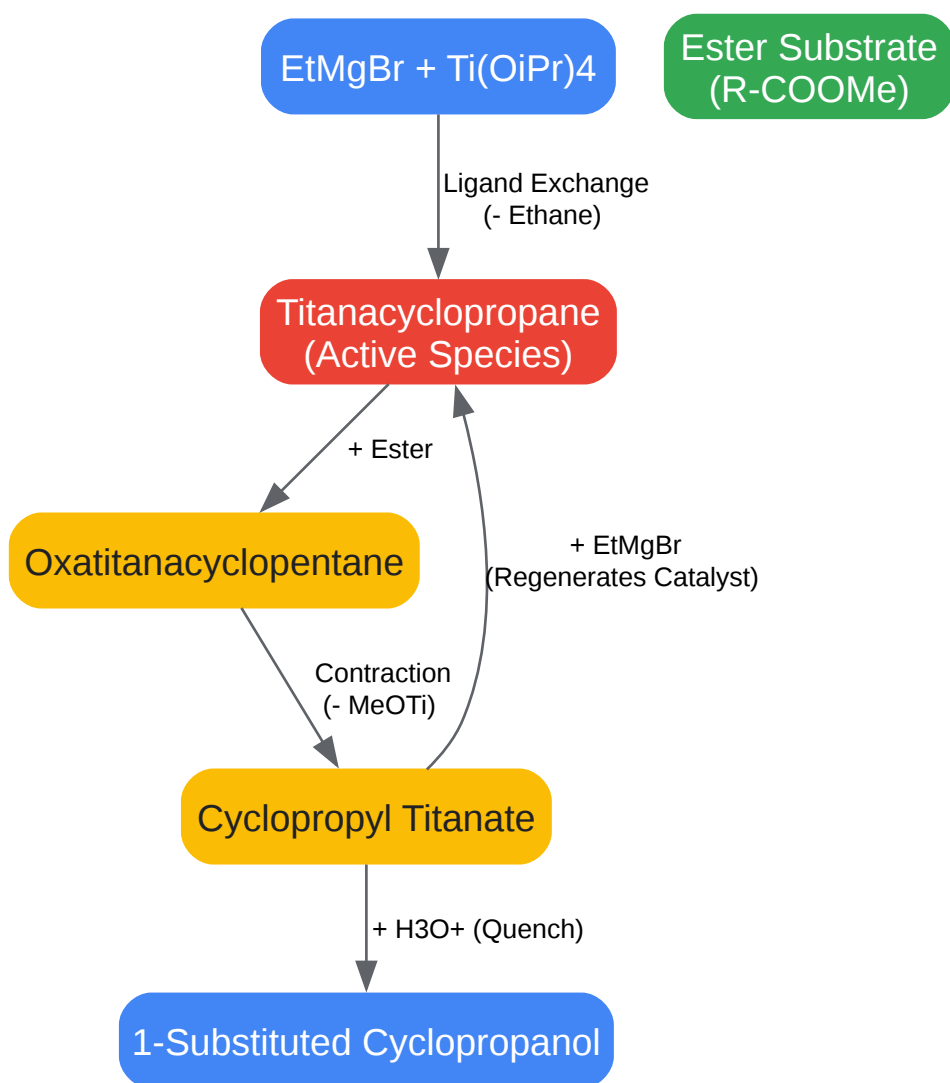 EtMgBr + Ti(OiPr)4
Ester Substrate
(R-COOMe)
Ligand Exchange
(- Ethane)
Titanacyclopropane
(Active Species)
+ Ester
Oxatitanacyclopentane
+ EtMgBr
(Regenerates Catalyst)
Contraction
(- MeOTi)
Cyclopropyl Titanate
+ H3O+ (Quench)
1-Substituted Cyclopropanol